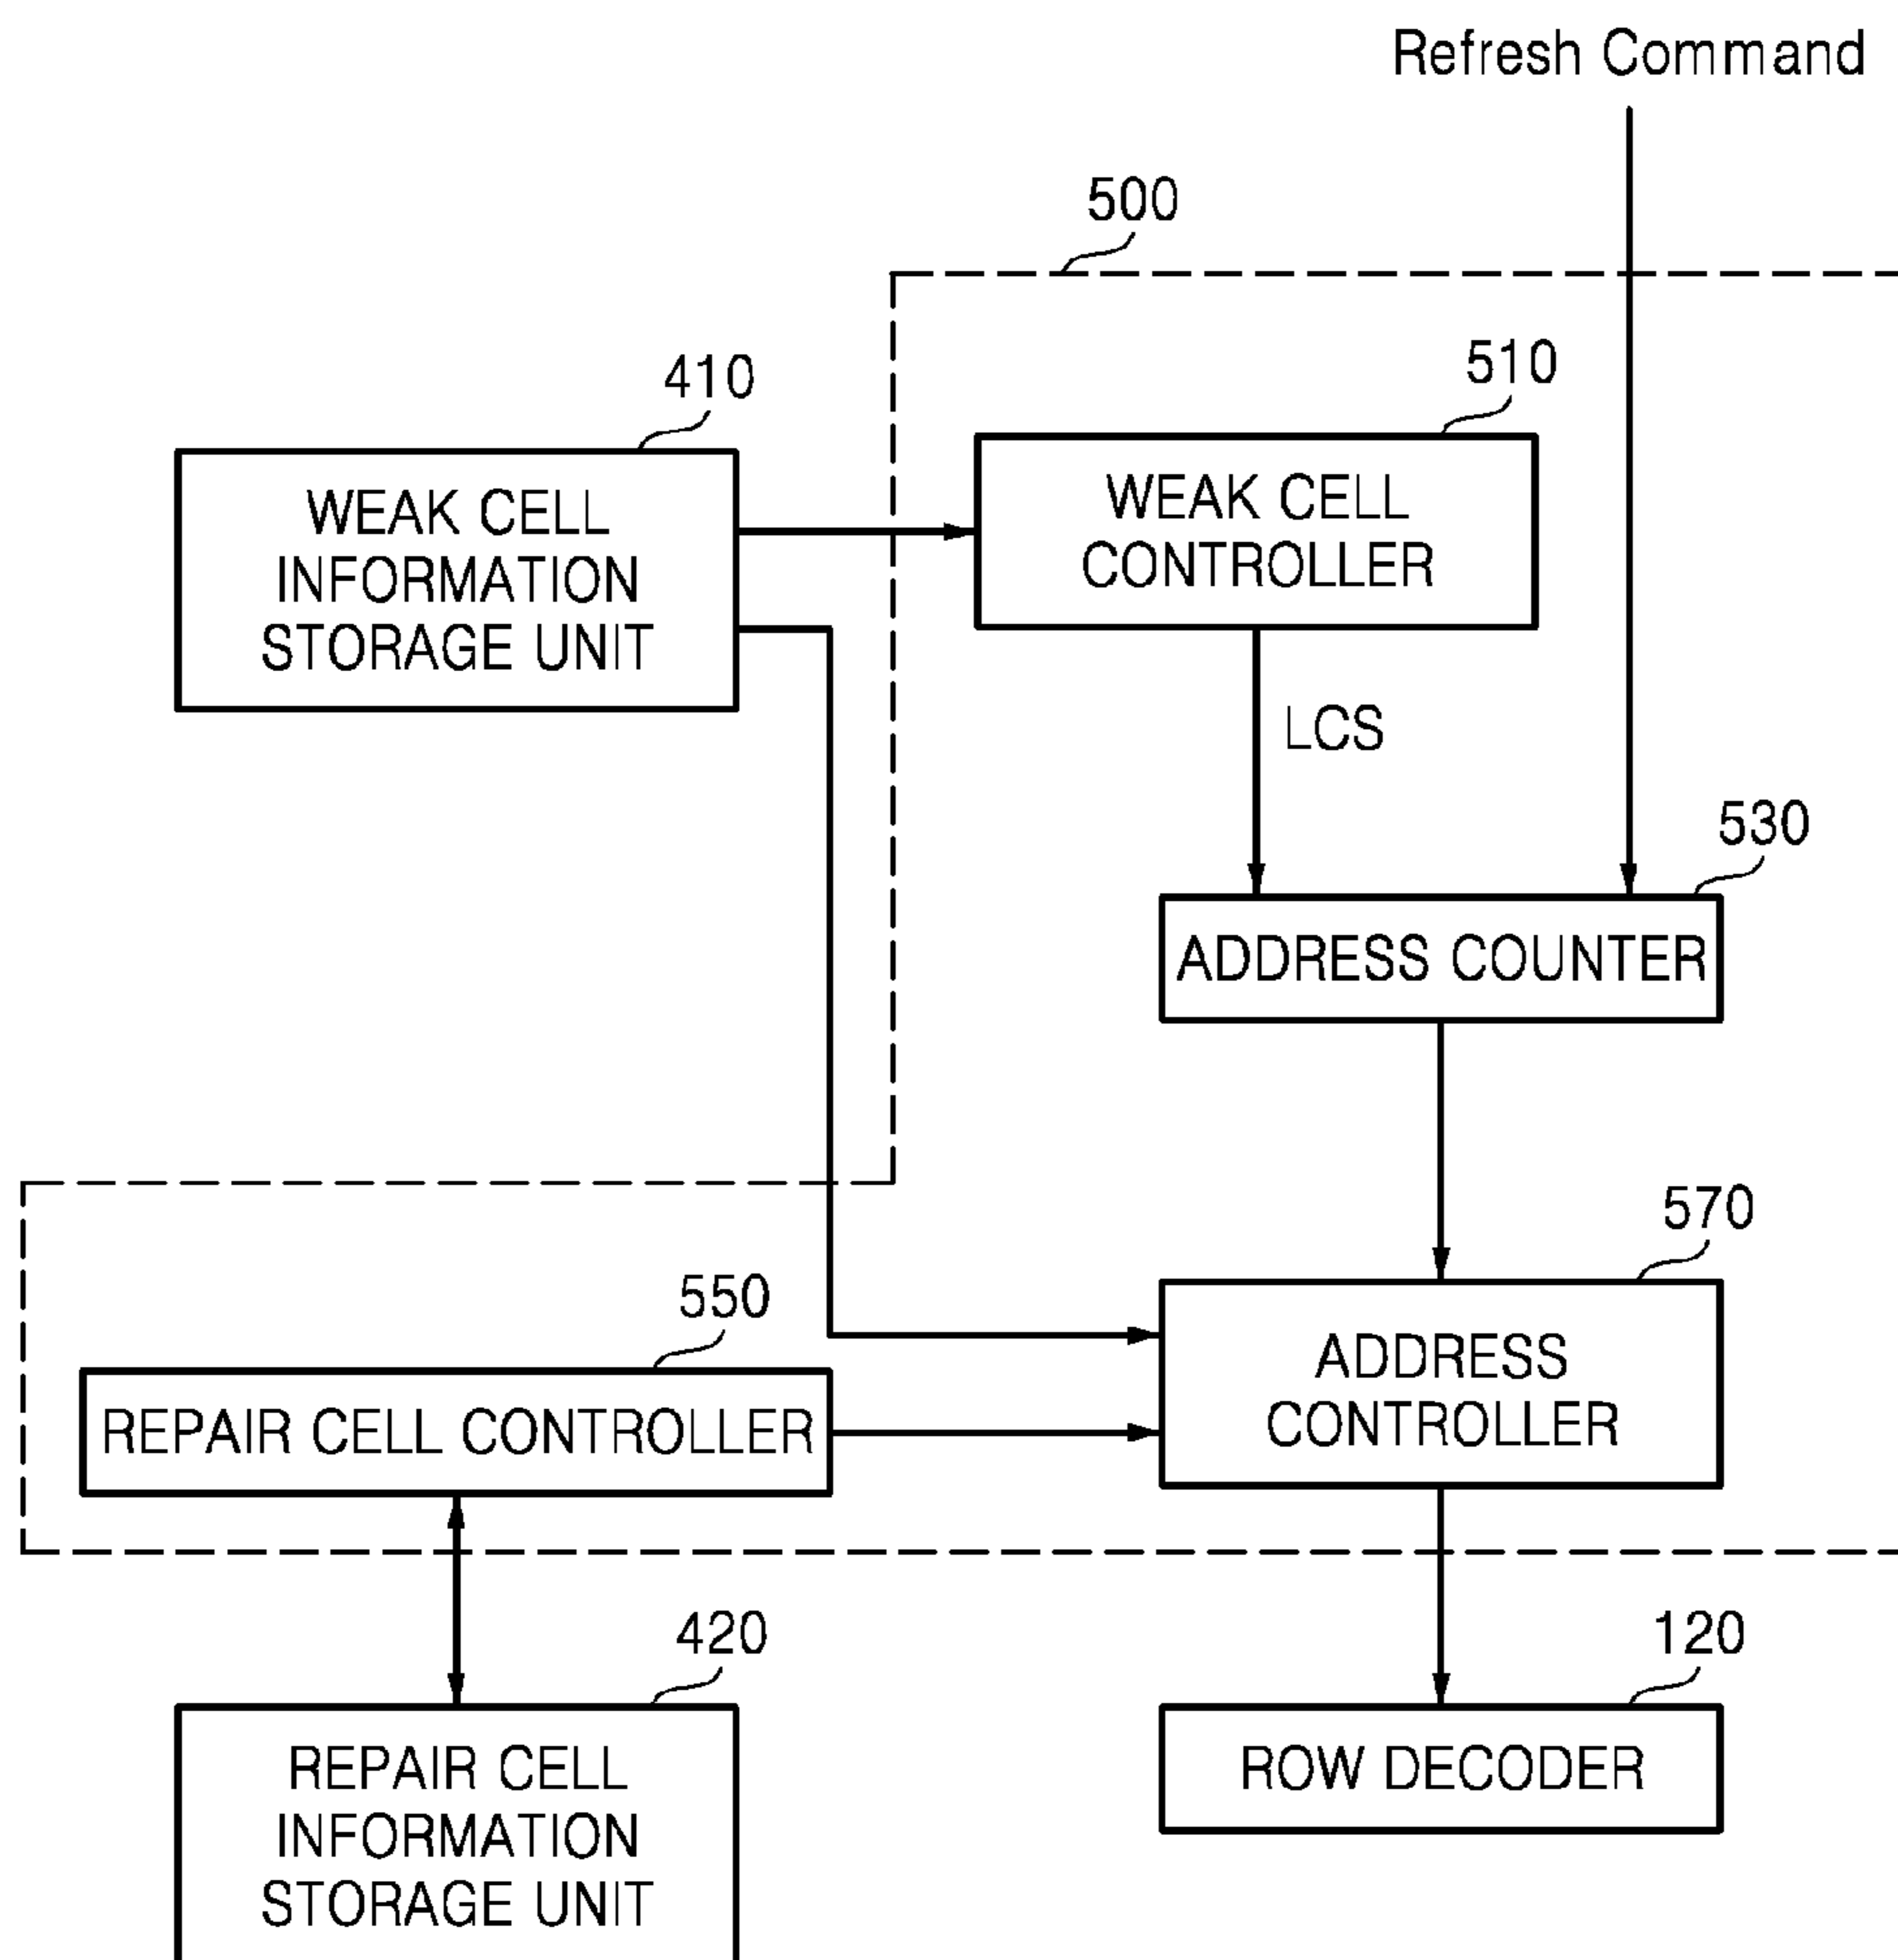 Refresh Command
500
410
510
WEAK CELL
INFORMATION
STORAGE UNIT
WEAK CELL
CONTROLLER
LCS
530
ADDRESS COUNTER
570
550
ADDRESS
CONTROLLER
REPAIR CELL CONTROLLER
420
120
REPAIR CELL
INFORMATION
STORAGE UNIT
ROW DECODER